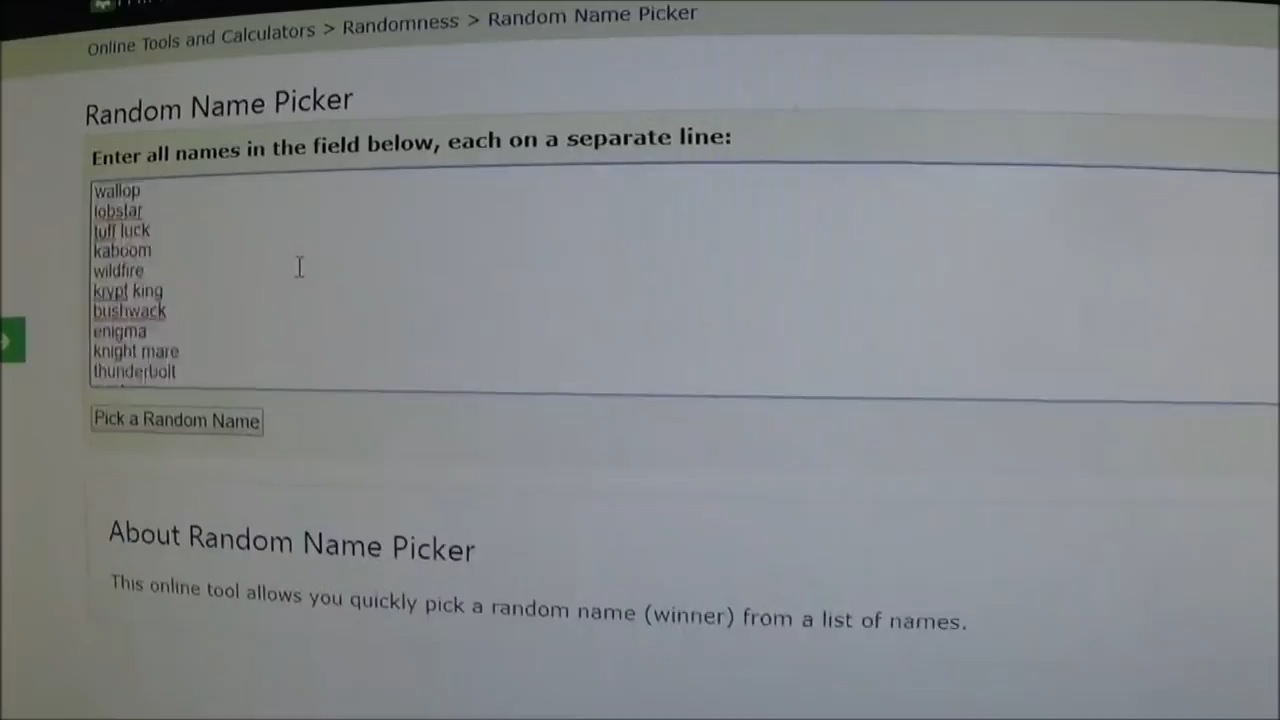 Online Tools and Calculators > Randomness > Random Name Picker
Random Name Picker
Enter all names in the field below, each on a separate line:
wallop
lobstar
tuff luck
kaboom
wildfire
krypt king
bushwack
enigma
knight mare
thunderbolt
Pick a Random Name
About Random Name Picker
This online tool allows you quickly pick a random name (winner) from a list of names.